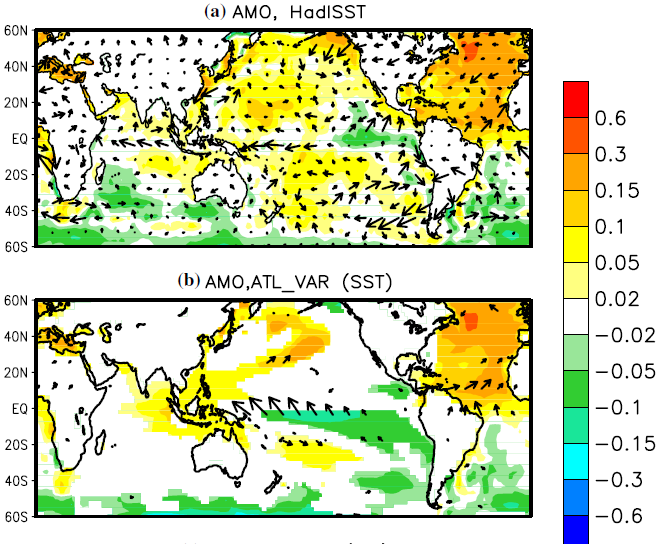 (a) AMO, HadISST
60N
40N
20N
EQ
20S
40S
60S
(b) AMO,ATL_VAR (SST)
60N
40N
20N
EQ
20S
40S
60S
0.6
0.3
0.15
0.1
0.05
0.02
−0.02
−0.05
−0.1
−0.15
−0.3
−0.6